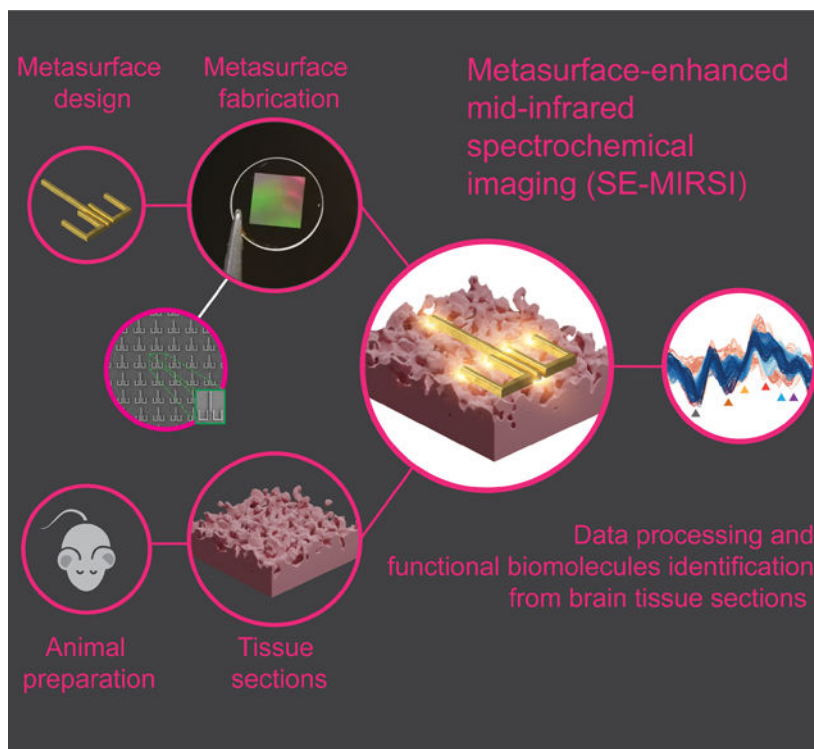 Metasurface
design
Metasurface
fabrication
Metasurface-enhanced
mid-infrared
spectrochemical
imaging (SE-MIRSI)
Data processing and
functional biomolecules identification
from brain tissue sections
Animal
preparation
Tissue
sections